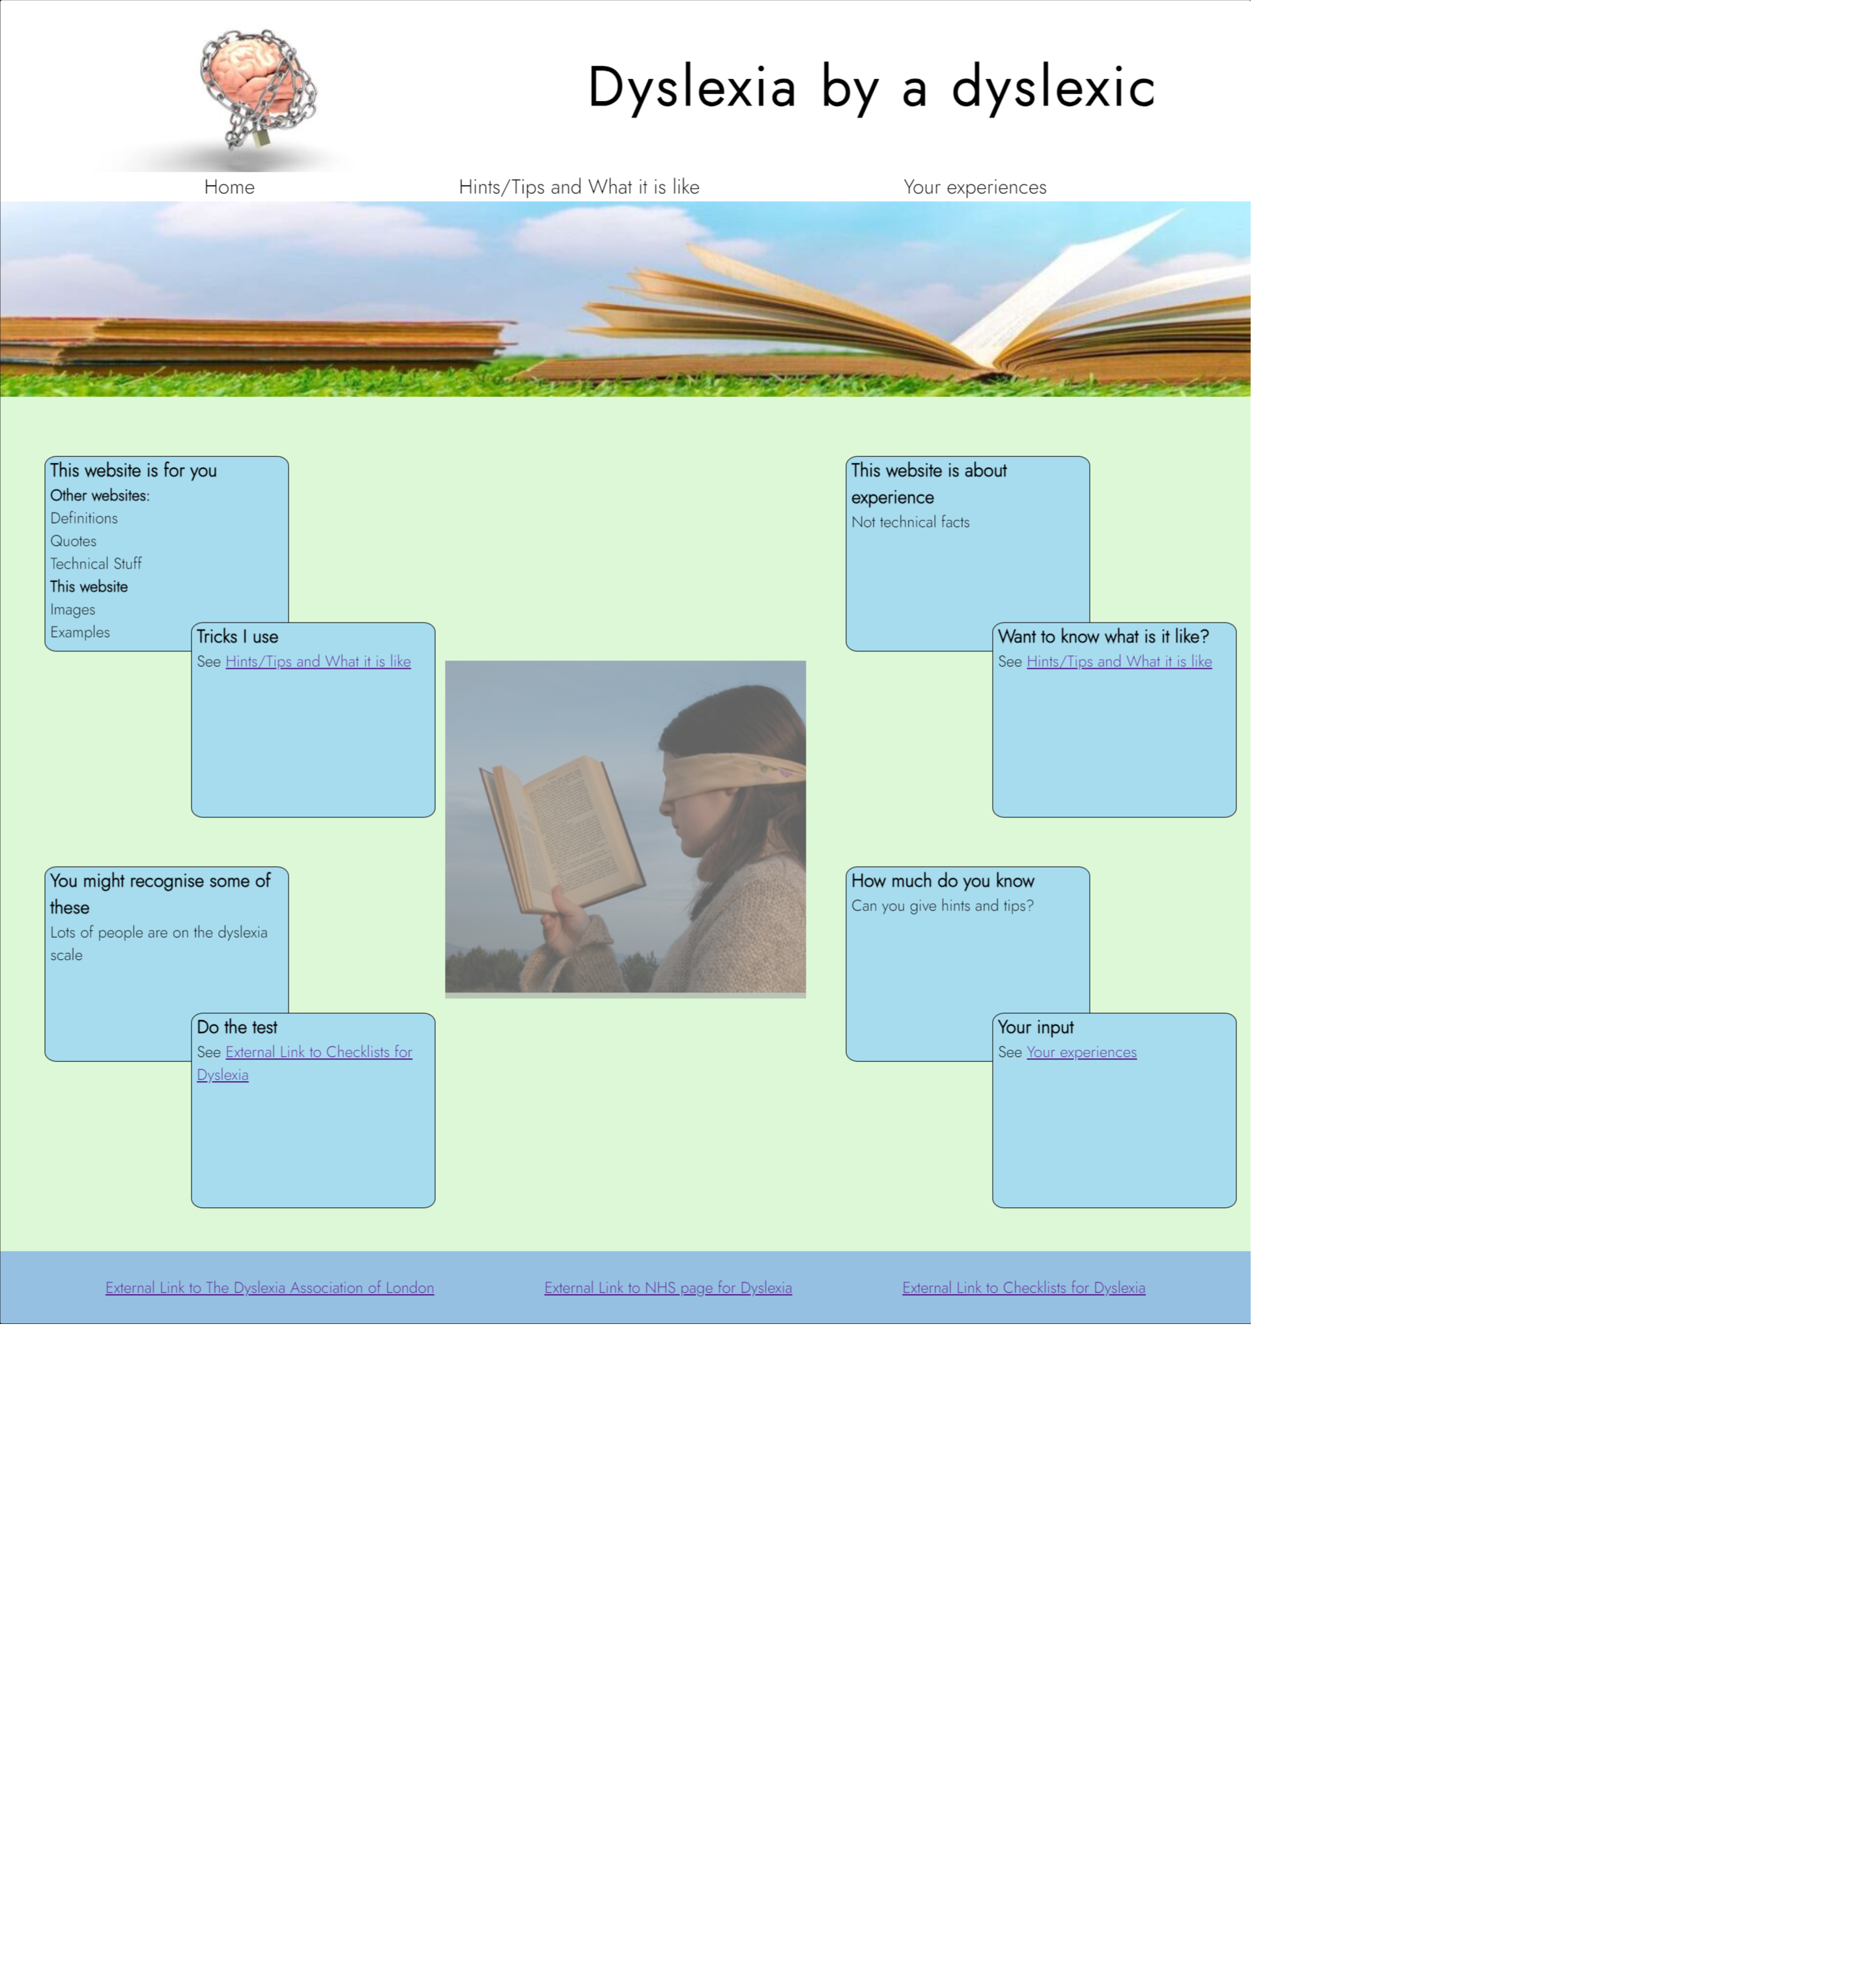 Dyslexia by a dyslexic
Home
Hints/Tips and What it is like
Your experiences
This website is for you
Other websites:
Definitions
Quotes
Technical Stuff
This website
Images
Examples
Tricks I use
See Hints/Tips and What it is like
This website is about
experience
Not technical facts
Want to know what is it like?
See Hints/Tips and What it is like
You might recognise some of
these
Lots of people are on the dyslexia
scale
Do the test
See External Link to Checklists for
Dyslexia
How much do you know
Can you give hints and tips?
Your input
See Your experiences
External Link to The Dyslexia Association of London
External Link to NHS page for Dyslexia
External Link to Checklists for Dyslexia